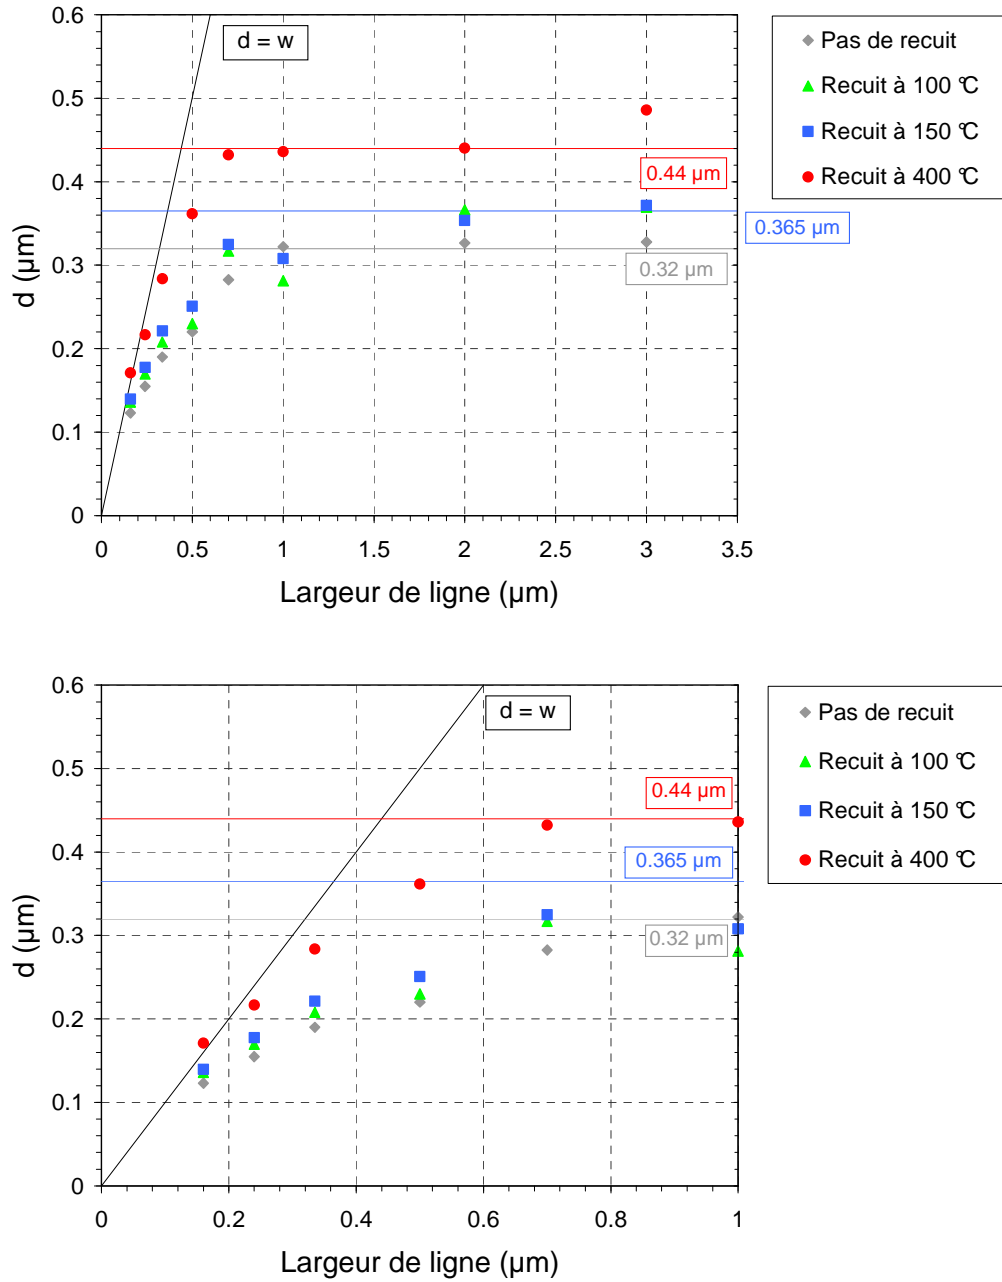 0.6
0.5
0.4
0.3
0.2
0.1
0
d (µm)
d = w
0.44 µm
0.365 µm
0.32 µm
0 0.5 1 1.5 2 2.5 3 3.5
Largeur de ligne (µm)
Pas de recuit
Recuit à 100 °C
Recuit à 150 °C
Recuit à 400 °C
0.6
0.5
0.4
0.3
0.2
0.1
0
d (µm)
d = w
0.44 µm
0.365 µm
0.32 µm
0 0.2 0.4 0.6 0.8 1
Largeur de ligne (µm)
Pas de recuit
Recuit à 100 °C
Recuit à 150 °C
Recuit à 400 °C